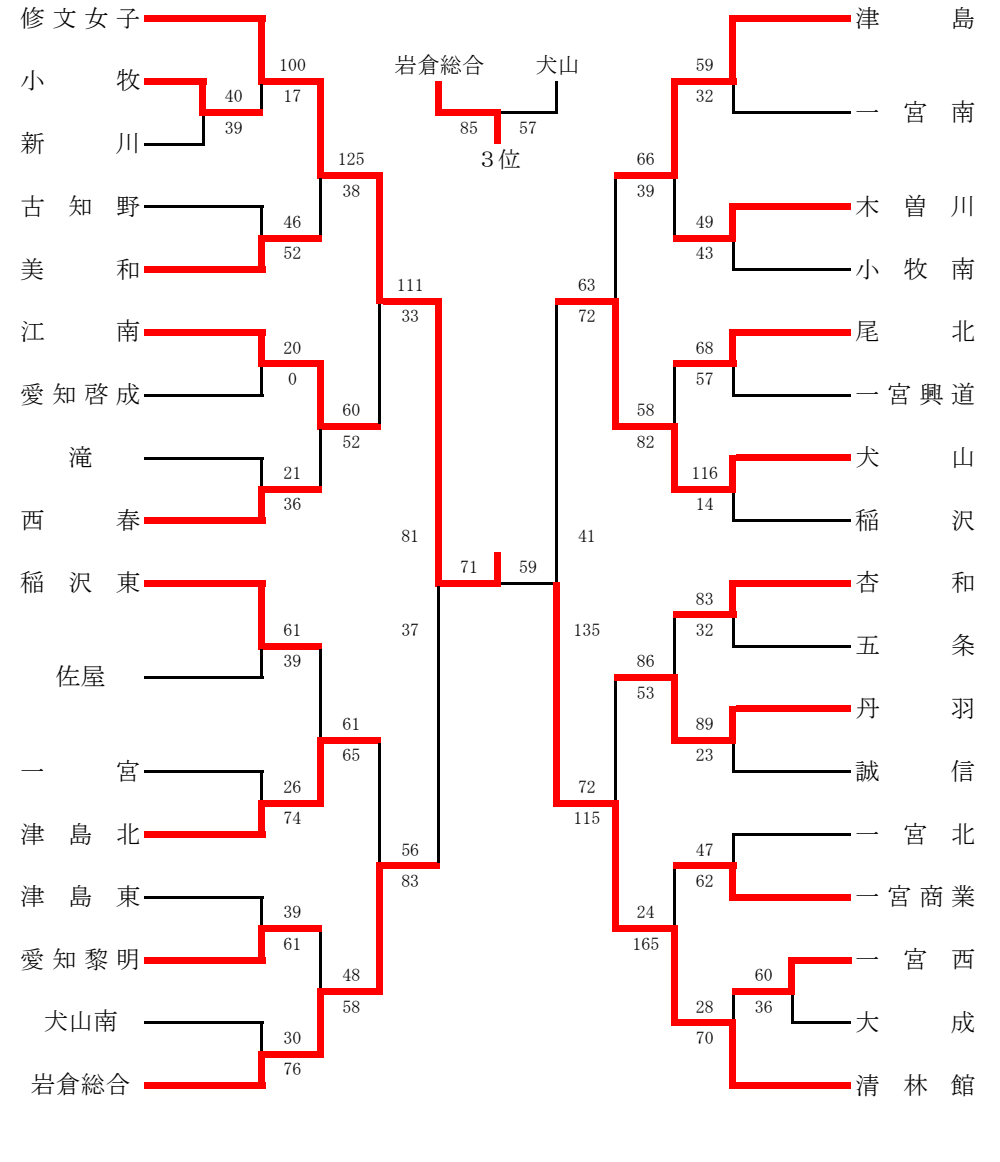 修文女子
小牧
新川
古知野
美和
江南
愛知啓成
滝
西春
稲沢東
佐屋
一宮
津島北
津島東
愛知黎明
犬山南
岩倉総合
40
39
100
17
46
52
20
0
21
36
61
39
26
74
39
61
30
76
125
38
60
52
61
65
48
58
111
33
56
83
81
37
71
59
岩倉総合 犬山
85 57
３位
41
135
63
72
72
115
66
39
58
82
86
53
24
165
59
32
49
43
68
57
116
14
83
32
89
23
47
62
28
70
60
36
津島
一宮南
木曽川
小牧南
尾北
一宮興道
犬山
稲沢
杏和
五条
丹羽
誠信
一宮北
一宮商業
一宮西
大成
清林館